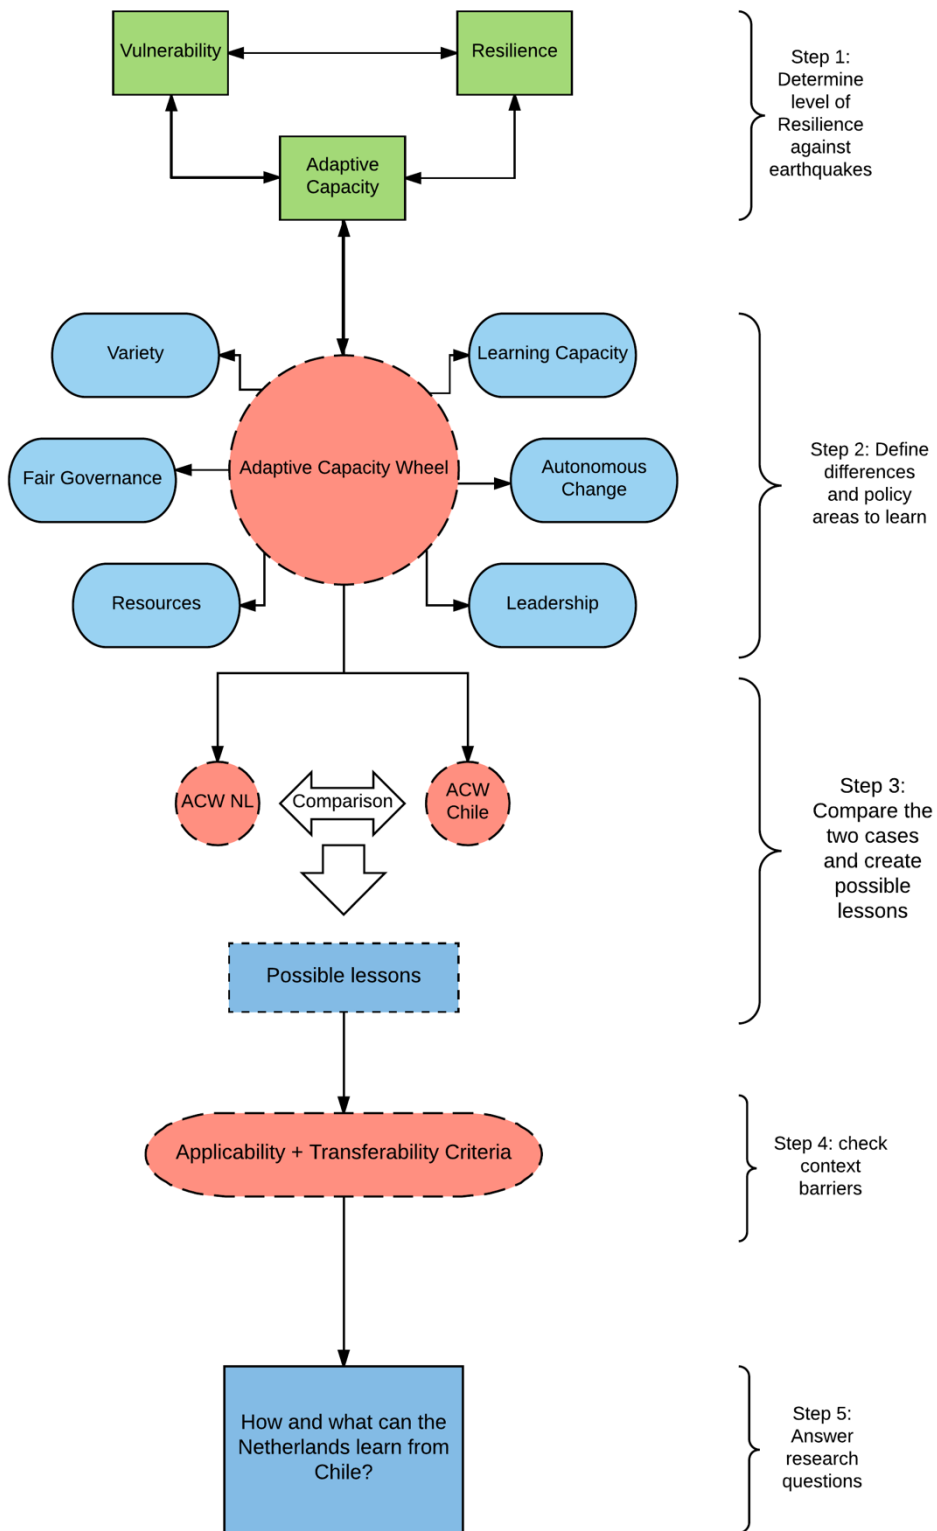 Vulnerability
Resilience
Adaptive
Capacity
Step 1:
Determine
level of
Resilience
against
earthquakes
Variety
Learning Capacity
Fair Governance
Adaptive Capacity Wheel
Autonomous
Change
Resources
Leadership
Step 2: Define
differences
and policy
areas to learn
ACW NL
Comparison
ACW
Chile
Possible lessons
Step 3:
Compare the
two cases
and create
possible
lessons
Applicability + Transferability Criteria
Step 4: check
context
barriers
How and what can the
Netherlands learn from
Chile?
Step 5:
Answer
research
questions